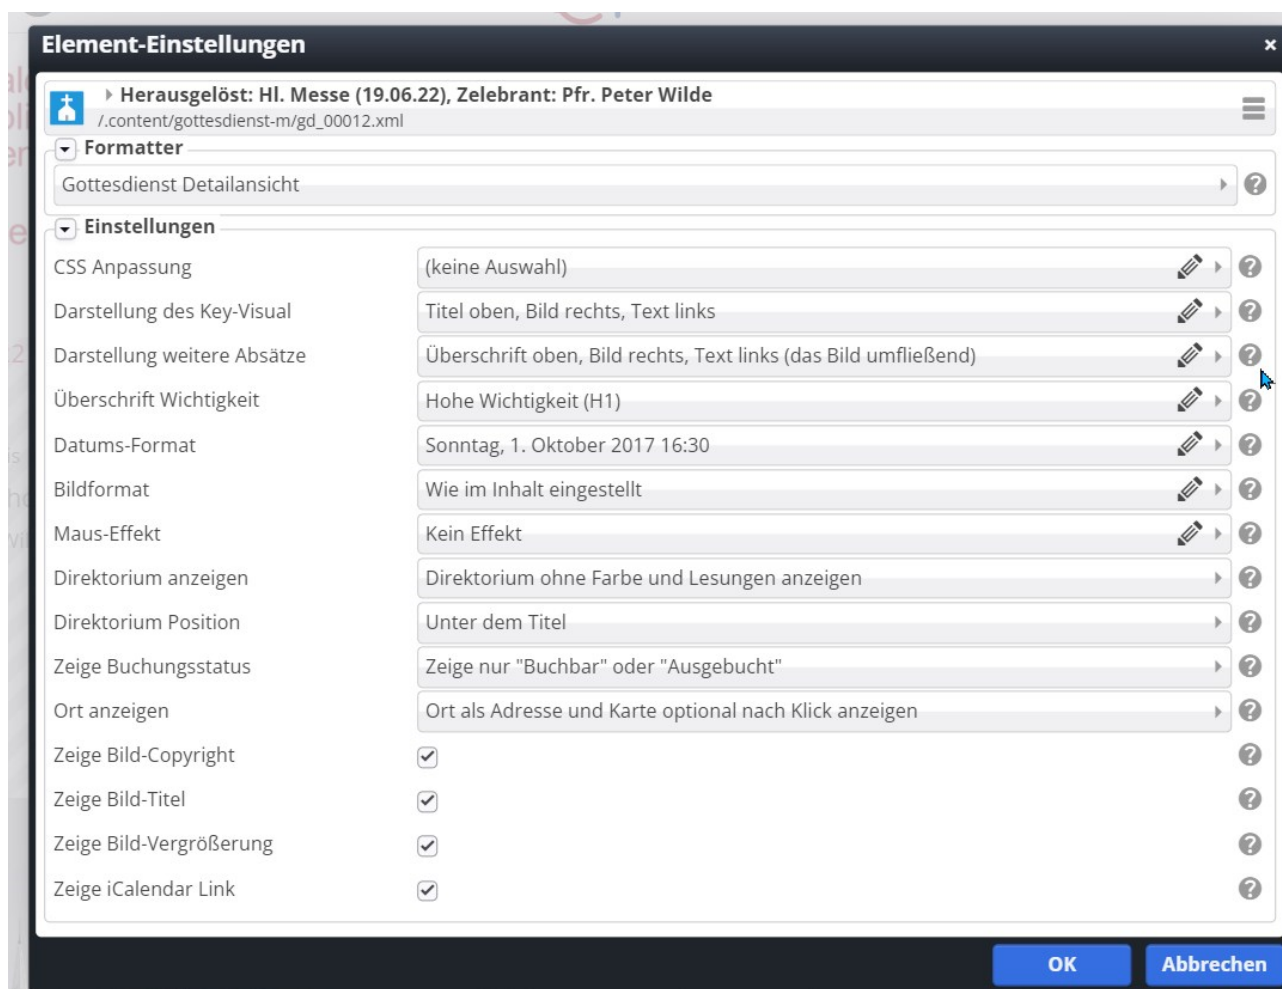 Element-Einstellungen
Herausgelöst: Hl. Messe (19.06.22), Zelebrant: Pfr. Peter Wilde
/.content/gottesdienst-m/gd_00012.xml
Formatter
Gottesdienst Detailansicht
Einstellungen
CSS Anpassung (keine Auswahl)
Darstellung des Key-Visual Titel oben, Bild rechts, Text links
Darstellung weitere Absätze Überschrift oben, Bild rechts, Text links (das Bild umfließend)
Überschrift Wichtigkeit Hohe Wichtigkeit (H1)
Datums-Format Sonntag, 1. Oktober 2017 16:30
Bildformat Wie im Inhalt eingestellt
Maus-Effekt Kein Effekt
Direktorium anzeigen Direktorium ohne Farbe und Lesungen anzeigen
Direktorium Position Unter dem Titel
Zeige Buchungsstatus Zeige nur "Buchbar" oder "Ausgebucht"
Ort anzeigen Ort als Adresse und Karte optional nach Klick anzeigen
Zeige Bild-Copyright
Zeige Bild-Titel
Zeige Bild-Vergrößerung
Zeige iCalendar Link
OK Abbrechen